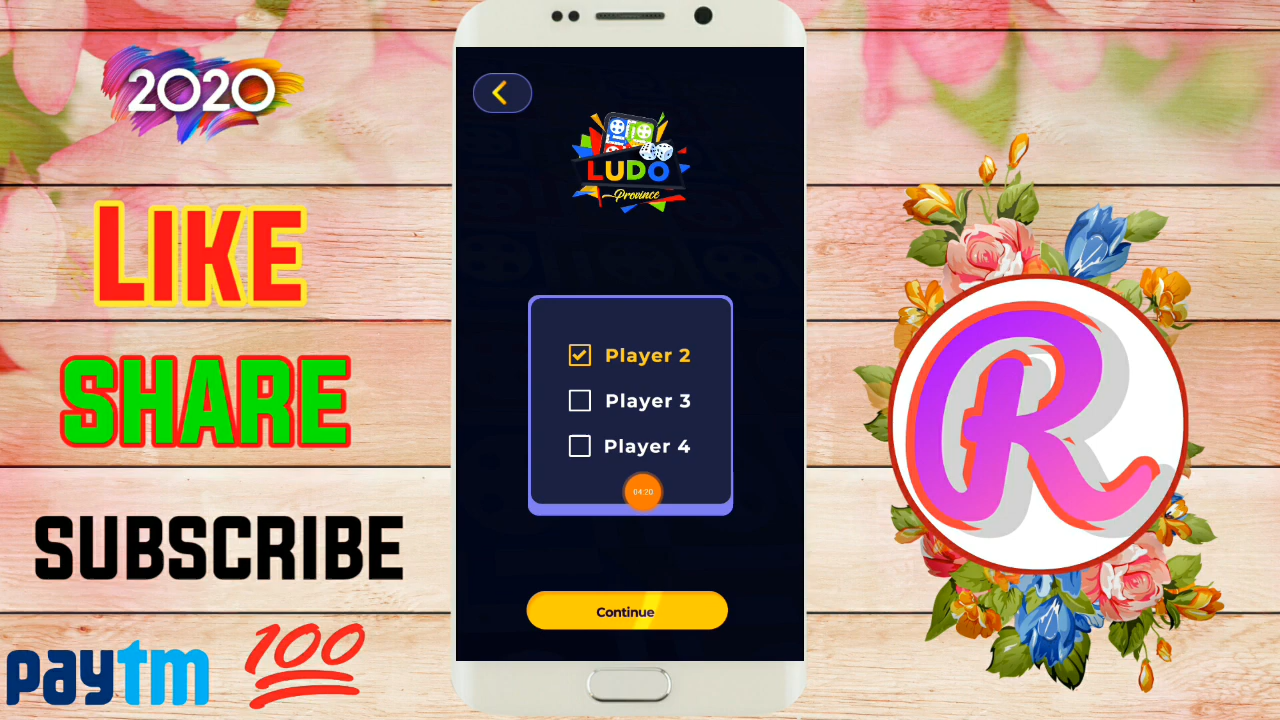 2020
LIKE
SHARE
SUBSCRIBE
paytm
100
LUDO
Province
Player 2
Player 3
Player 4
04:20
Continue
R